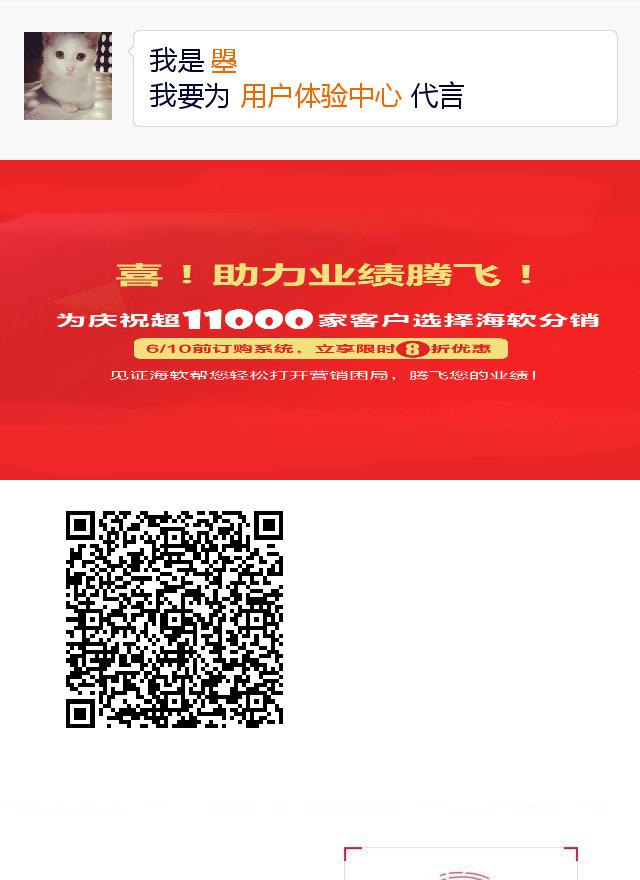 我是 曌
我要为 用户体验中心 代言
喜！助力业绩腾飞！
为庆祝超11000家客户选择海软分销
6/10前订购系统，立享限时8折优惠
见证海软帮您轻松打开营销困局，腾飞您的业绩！